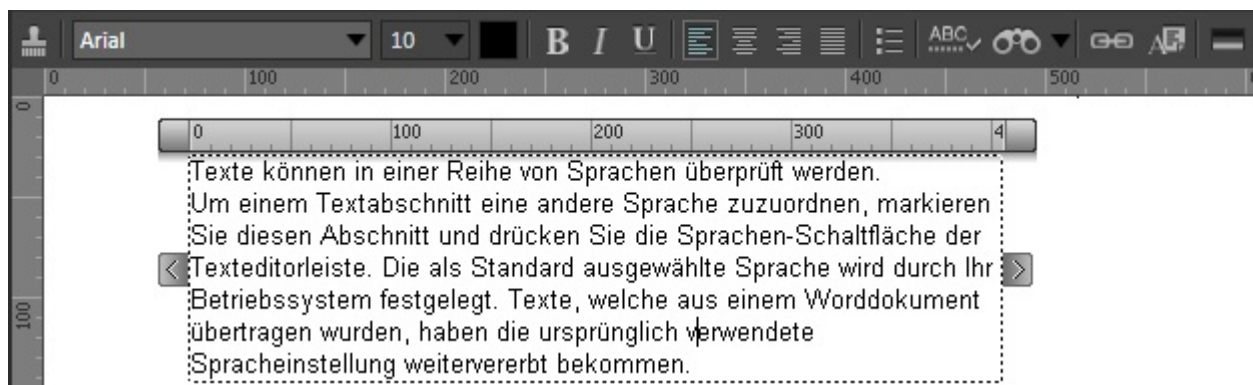 Arial 10 B I U ABC A
0 100 200 300 400 500
0 100 200 300 4
Texte können in einer Reihe von Sprachen überprüft werden.
Um einem Textabschnitt eine andere Sprache zuzuordnen, markieren
Sie diesen Abschnitt und drücken Sie die Sprachen-Schaltfläche der
Texteditorleiste. Die als Standard ausgewählte Sprache wird durch Ihr
Betriebssystem festgelegt. Texte, welche aus einem Worddokument
übertragen wurden, haben die ursprünglich verwendete
Spracheinstellung weitervererbt bekommen.
0
100